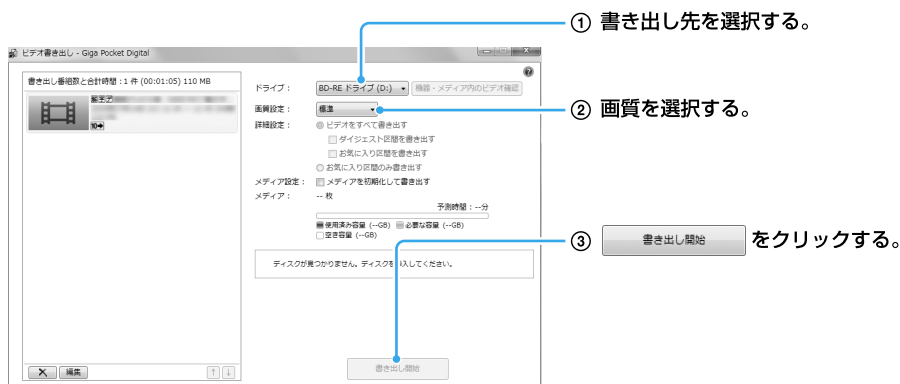 ① 書き出し先を選択する。
ビデオ書き出し - Giga Pocket Digital
書き出し番組数と合計時間 : 1 件 (00:01:05) 110 MB
ドライブ : BD-RE ドライブ (D:) 機器・メディア内のビデオ確認
画質設定 : 標準
② 画質を選択する。
詳細設定 : ビデオをすべて書き出す
ダイジェスト区間を書き出す
お気に入り区間を書き出す
お気に入り区間のみ書き出す
メディア設定 : メディアを初期化して書き出す
メディア : -- 枚
予測時間 : --分
使用済み容量 (--GB) 必要な容量 (--GB)
空き容量 (--GB)
③ 書き出し開始 をクリックする。
ディスクが見つかりません。ディスクを 入してください。
書き出し開始
編集